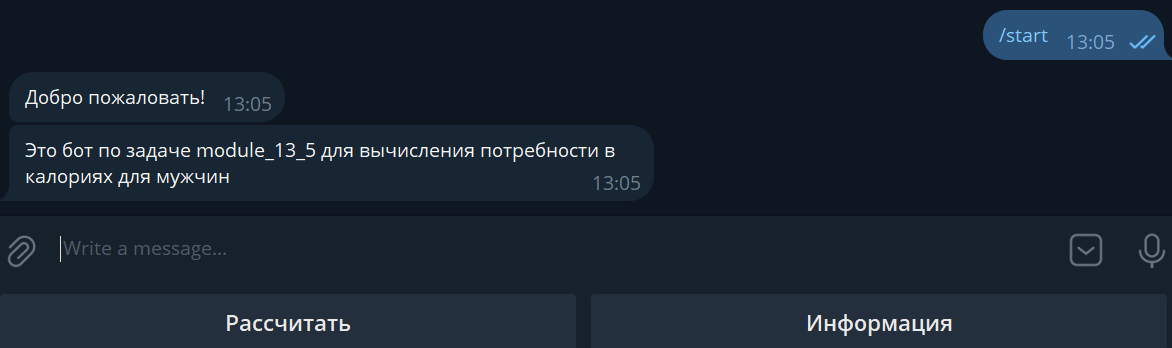 /start 13:05
Добро пожаловать! 13:05
Это бот по задаче module_13_5 для вычисления потребности в
калориях для мужчин
13:05
Write a message...
Рассчитать Информация